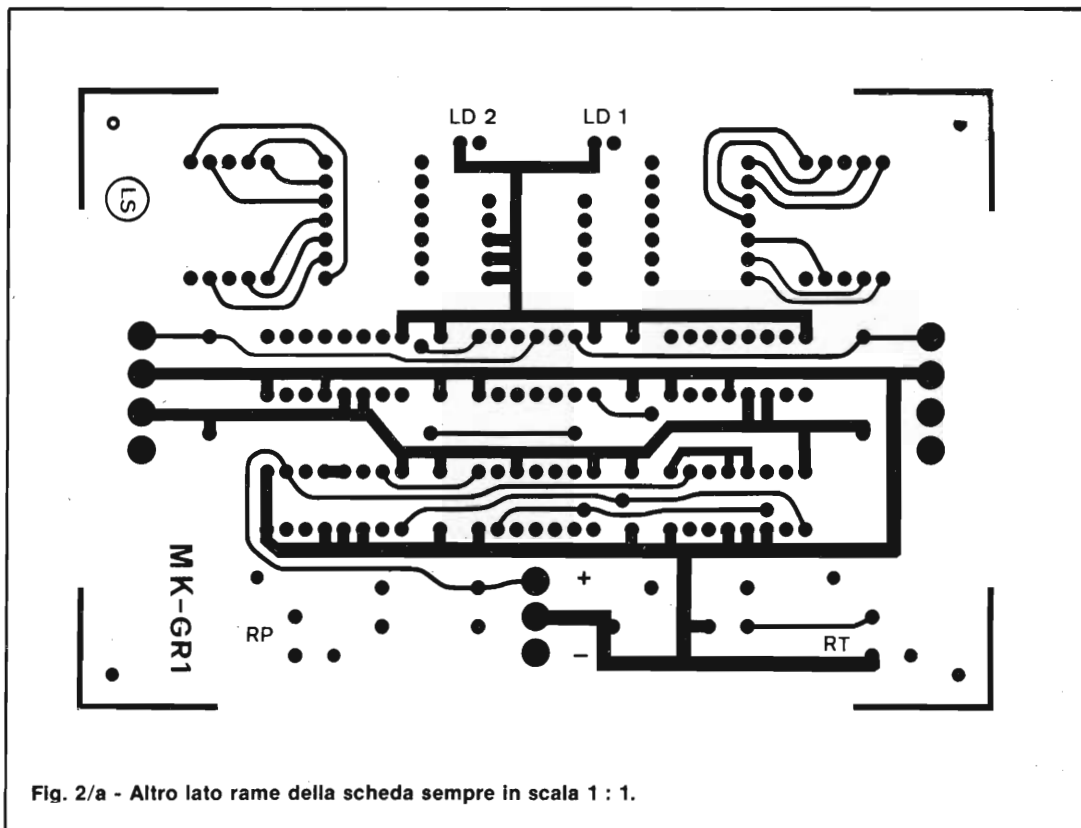 LD 2
LD 1
LS
+
MK-GR1
RP
−
RT
Fig. 2/a - Altro lato rame della scheda sempre in scala 1 : 1.